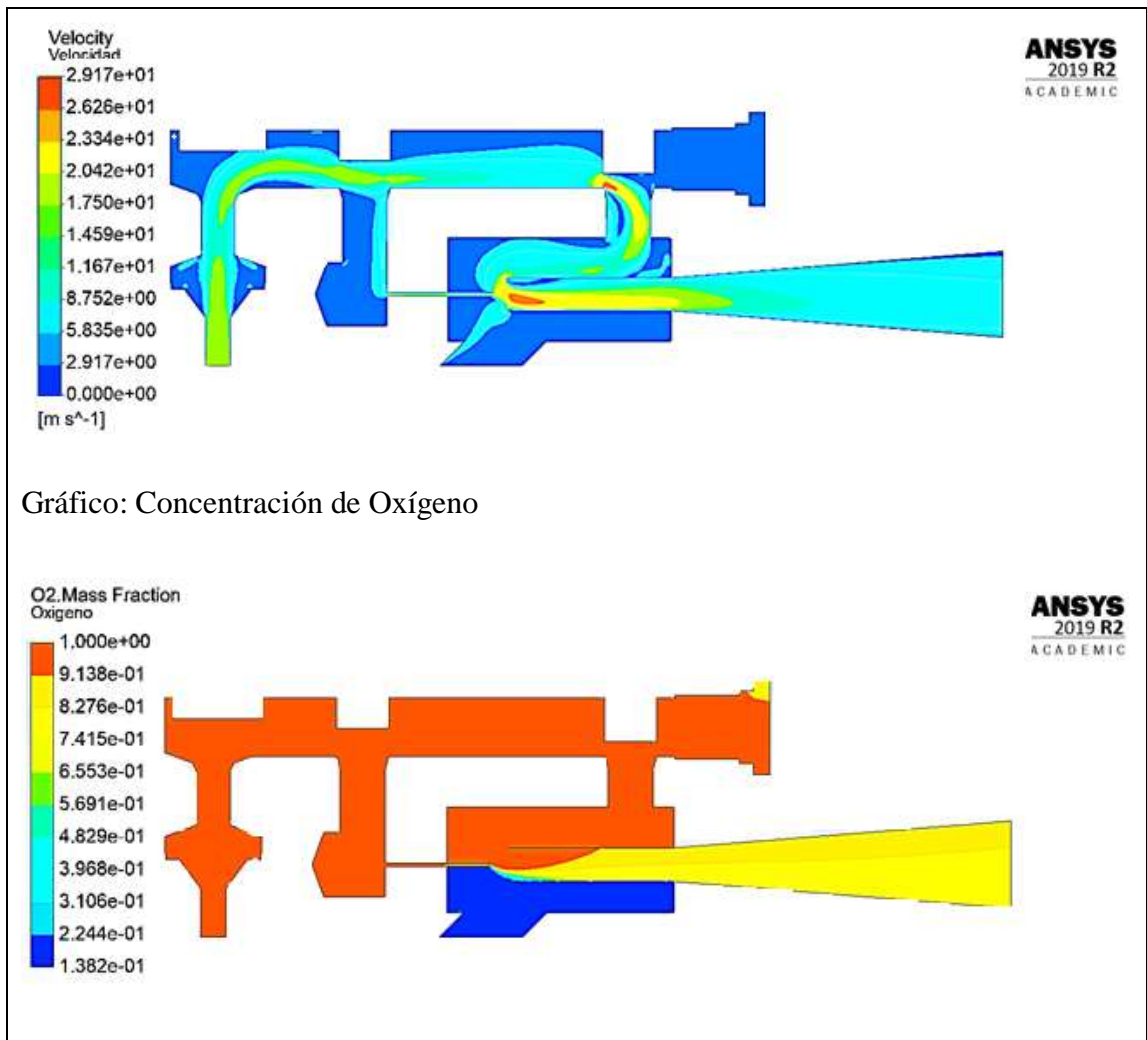 Velocity
Velocidad
2.917e+01
2.626e+01
2.334e+01
2.042e+01
1.750e+01
1.459e+01
1.167e+01
8.752e+00
5.835e+00
2.917e+00
0.000e+00
[m s^-1]
ANSYS
2019 R2
ACADEMIC
Gráfico: Concentración de Oxígeno
O2.Mass Fraction
Oxigeno
1.000e+00
9.138e-01
8.276e-01
7.415e-01
6.553e-01
5.691e-01
4.829e-01
3.968e-01
3.106e-01
2.244e-01
1.382e-01
ANSYS
2019 R2
ACADEMIC